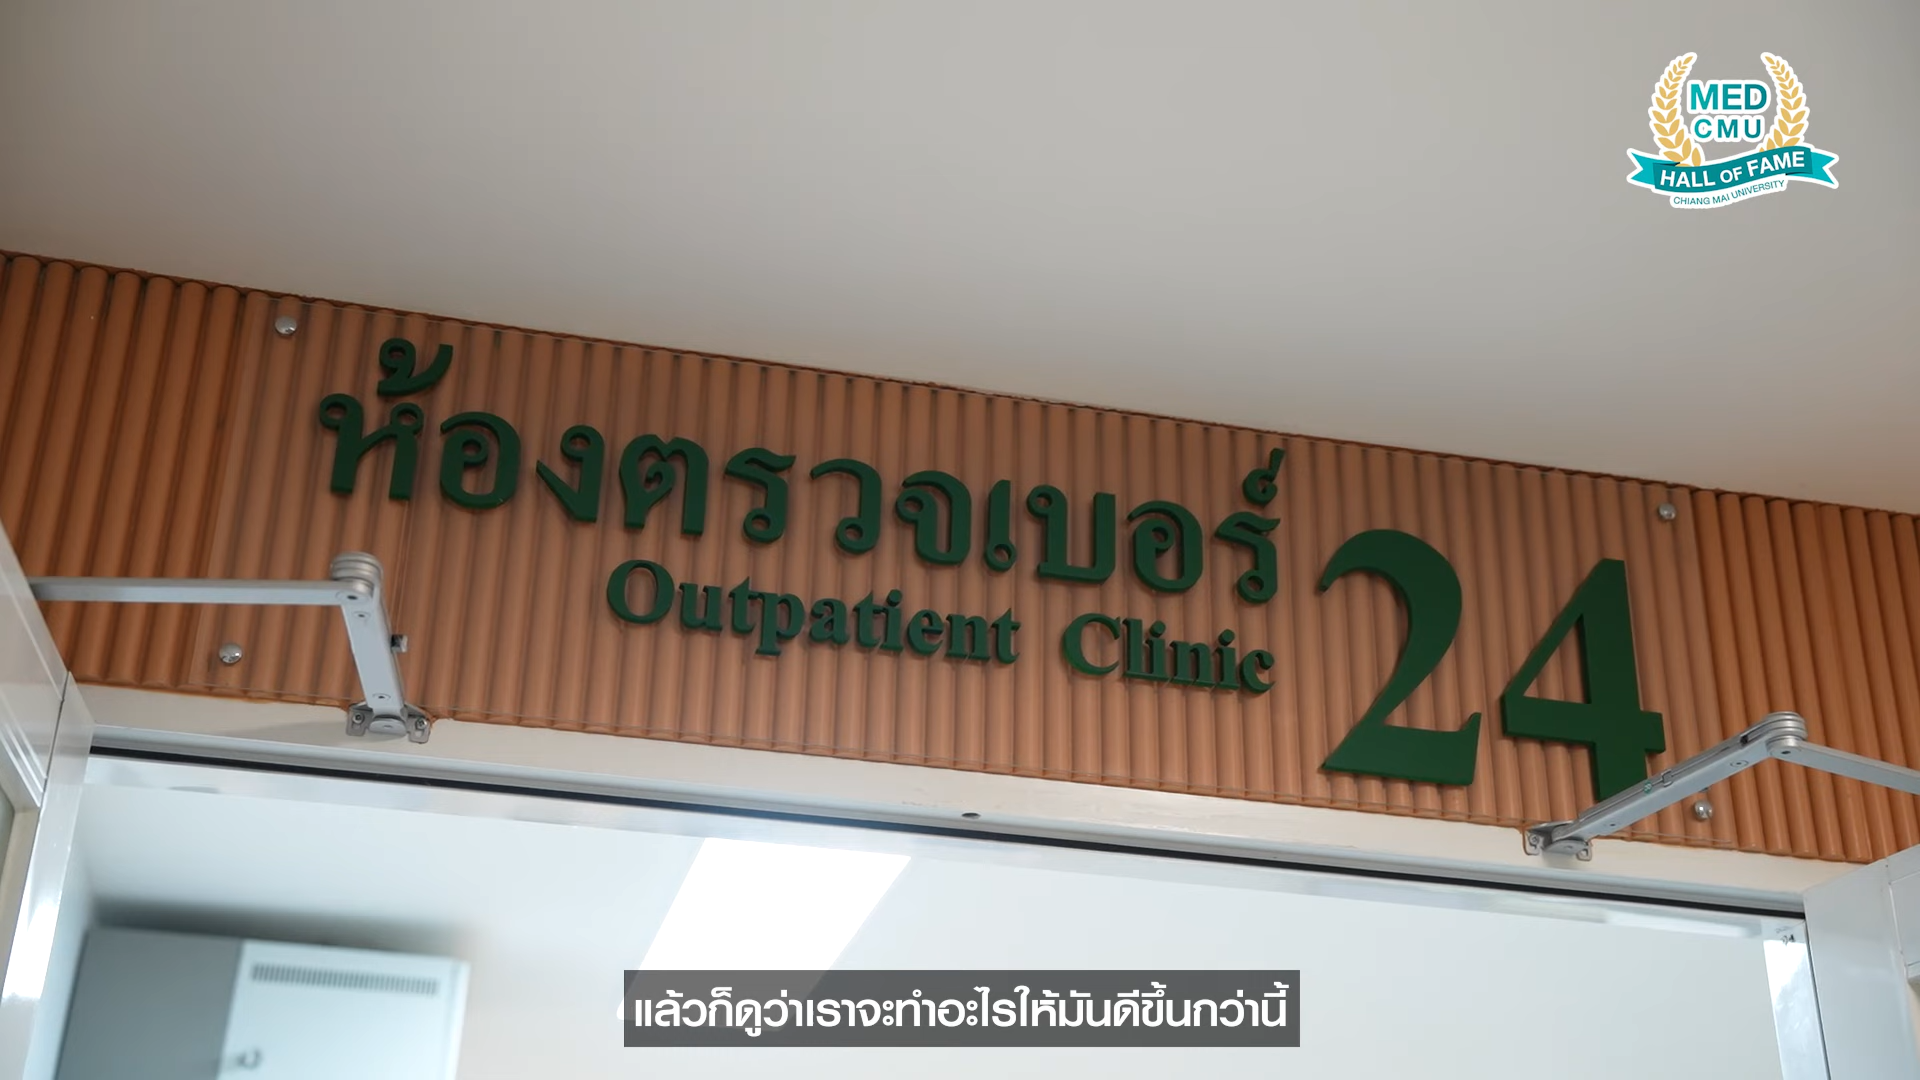 MED
CMU
HALL OF FAME
CHIANG MAI UNIVERSITY
ห้องตรวจเบอร์ 24
Outpatient Clinic
แล้วก็ดูว่าเราจะทำอะไรให้มันดีขึ้นกว่านี้